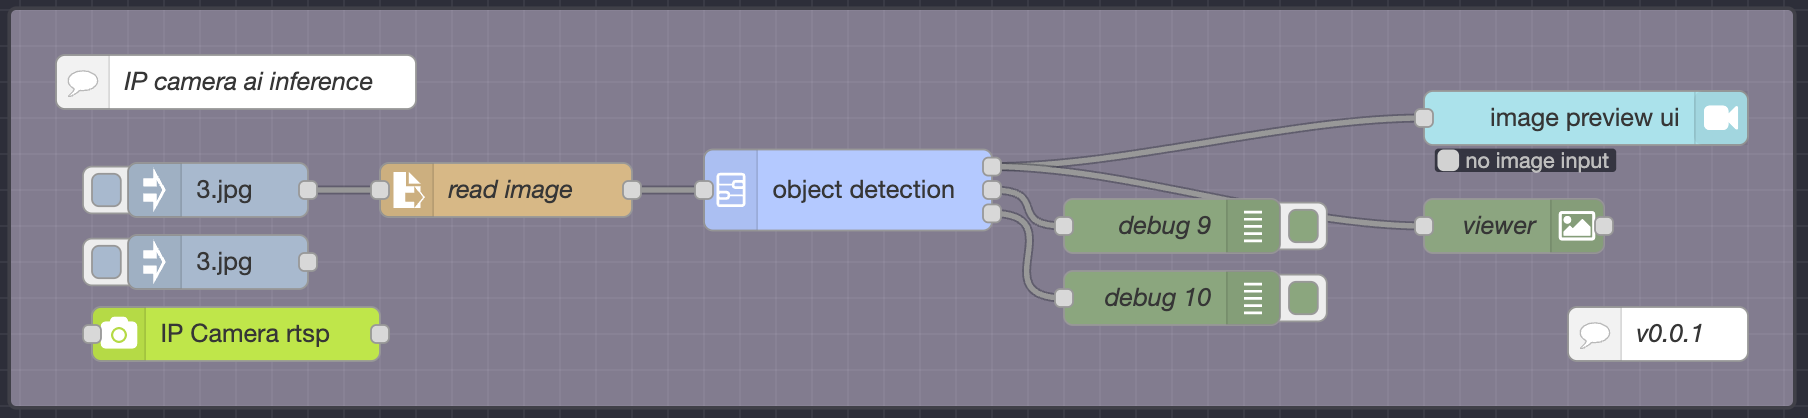 IP camera ai inference
image preview ui
no image input
3.jpg
read image
object detection
debug 9
viewer
3.jpg
debug 10
IP Camera rtsp
v0.0.1